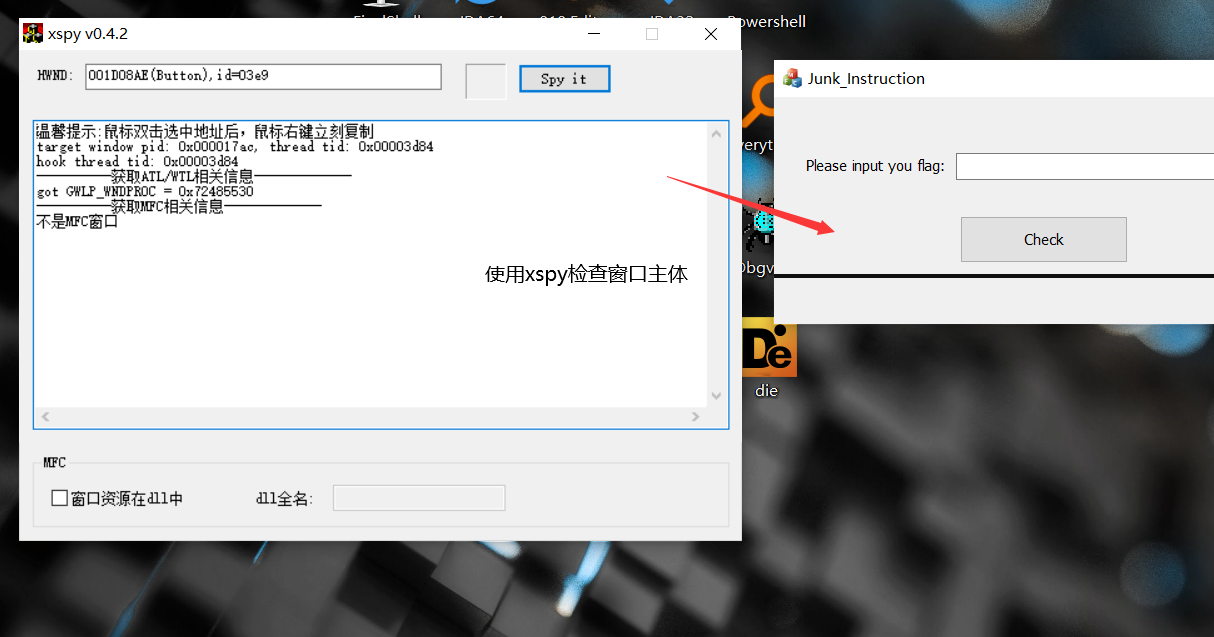 Powershell
xspy v0.4.2
HWND:
001D08AE(Button),id=03e9
Spy it
温馨提示:鼠标双击选中地址后，鼠标右键立刻复制
target window pid: 0x000017ac, thread tid: 0x00003d84
hook thread tid: 0x00003d84
获取ATL/WTL相关信息
got GWLP_WNDPROC = 0x72485530
获取MFC相关信息
不是MFC窗口
使用xspy检查窗口主体
MFC
窗口资源在dll中
dll全名:
Junk_Instruction
Please input you flag:
Check
die